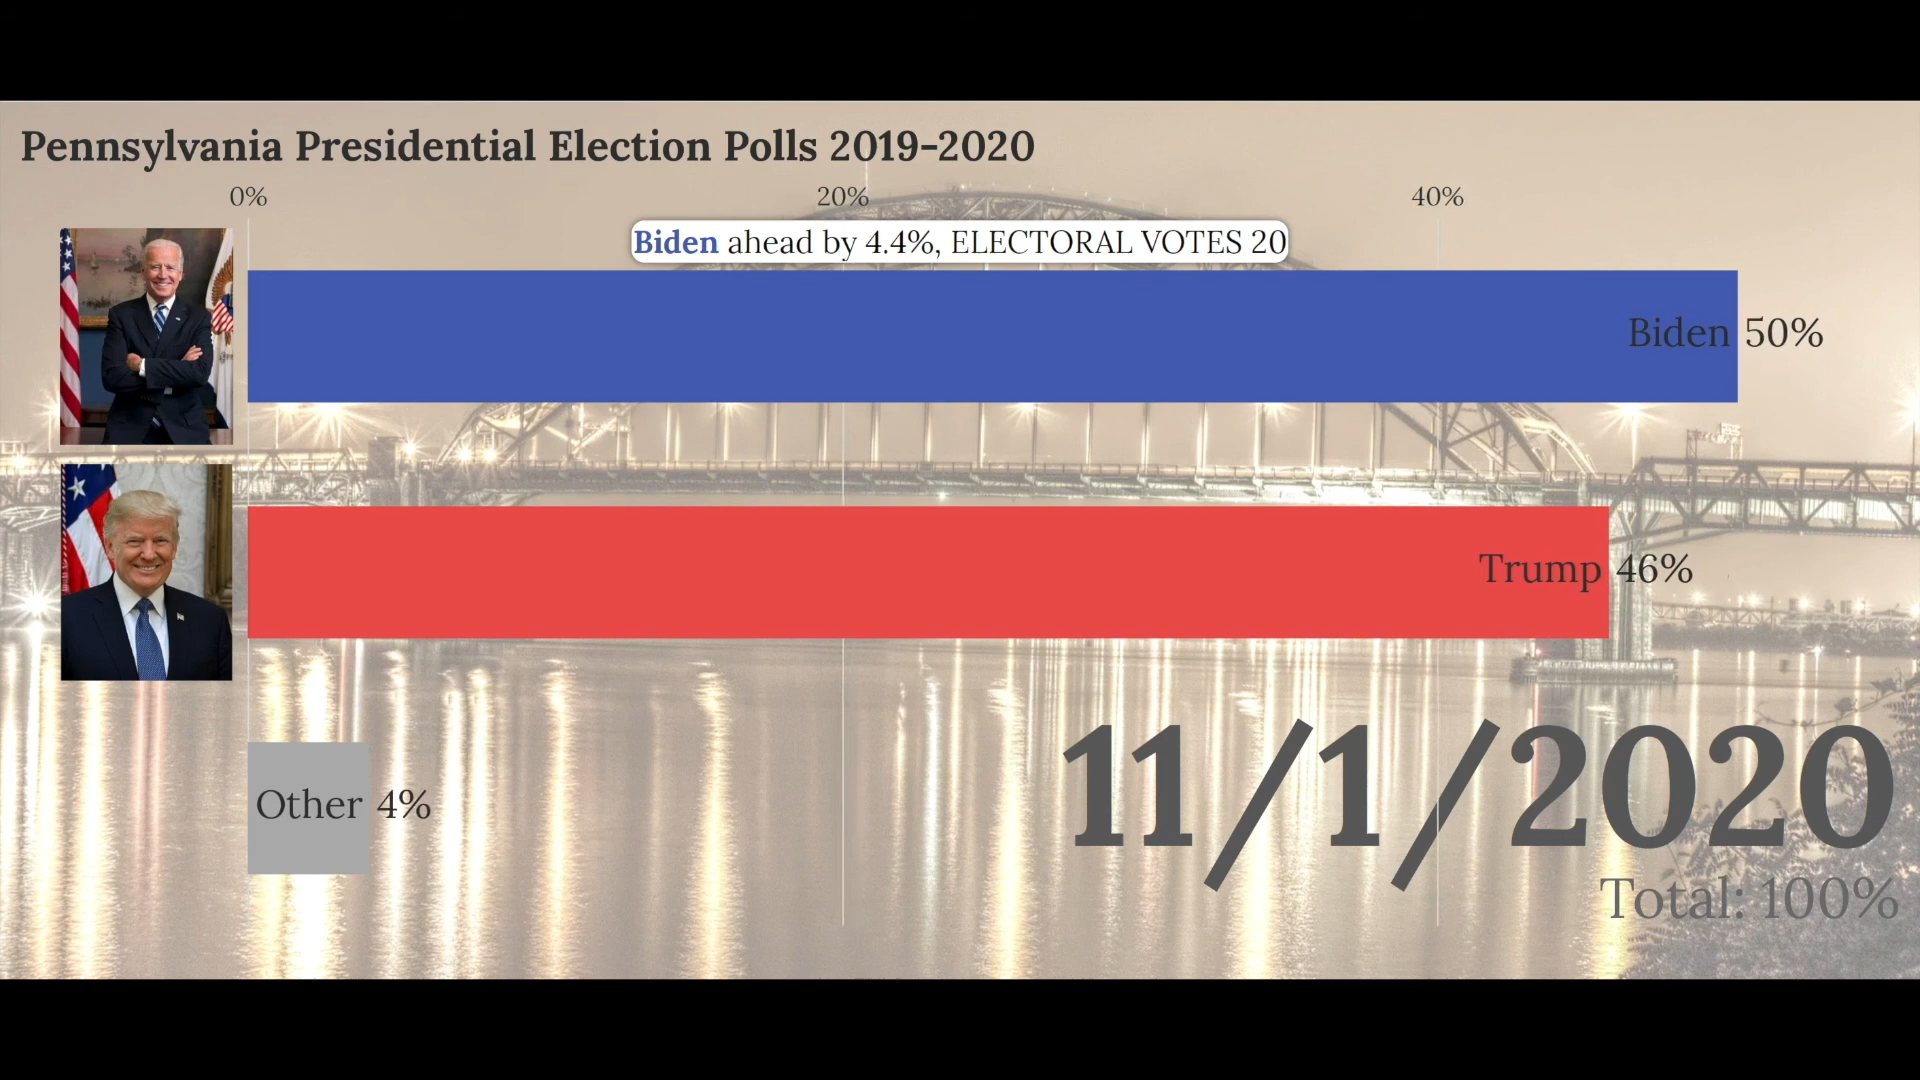 Pennsylvania Presidential Election Polls 2019-2020
0% 20% 40%
Biden ahead by 4.4%, ELECTORAL VOTES 20
Biden 50%
Trump 46%
Other 4%
11/1/2020
Total: 100%